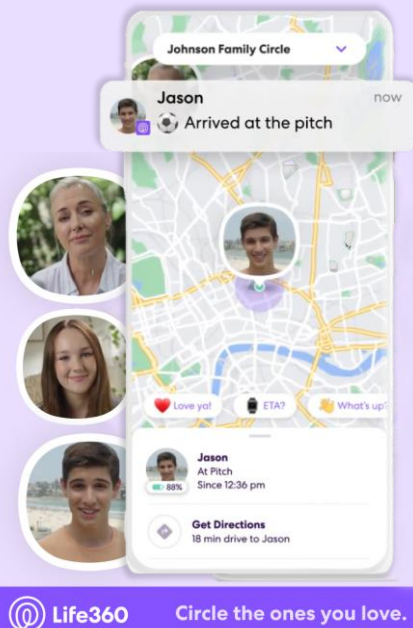 Johnson Family Circle
Jason
now
⚽ Arrived at the pitch
❤️ Love ya!
ETA?
👋 What's up?
Jason
At Pitch
88%
Since 12:36 pm
Get Directions
18 min drive to Jason
Life360
Circle the ones you love.